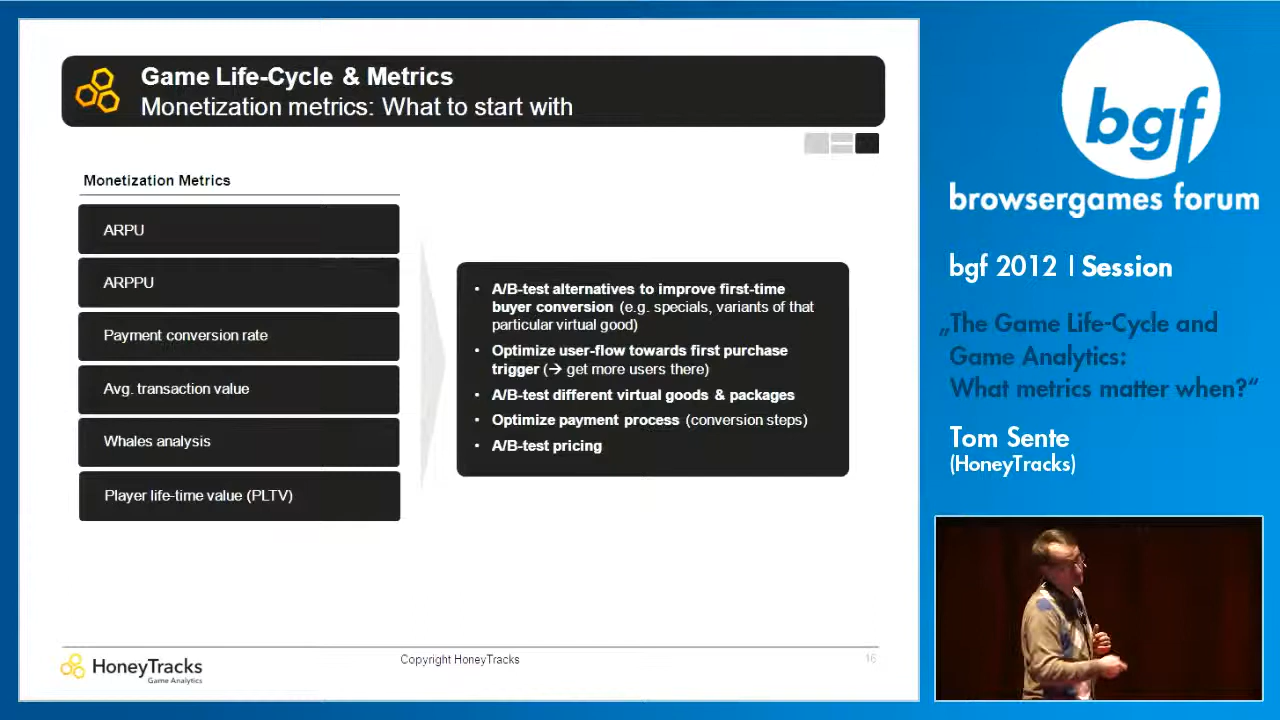 Game Life-Cycle & Metrics
Monetization metrics: What to start with
Monetization Metrics
ARPU
ARPPU
Payment conversion rate
Avg. transaction value
Whales analysis
Player life-time value (PLTV)
• A/B-test alternatives to improve first-time
buyer conversion (e.g. specials, variants of that
particular virtual good)
• Optimize user-flow towards first purchase
trigger (→ get more users there)
• A/B-test different virtual goods & packages
• Optimize payment process (conversion steps)
• A/B-test pricing
HoneyTracks
Game Analytics
Copyright HoneyTracks
16
bgf
browsergames forum
bgf 2012 | Session
„The Game Life-Cycle and
Game Analytics:
What metrics matter when?“
Tom Sente
(HoneyTracks)